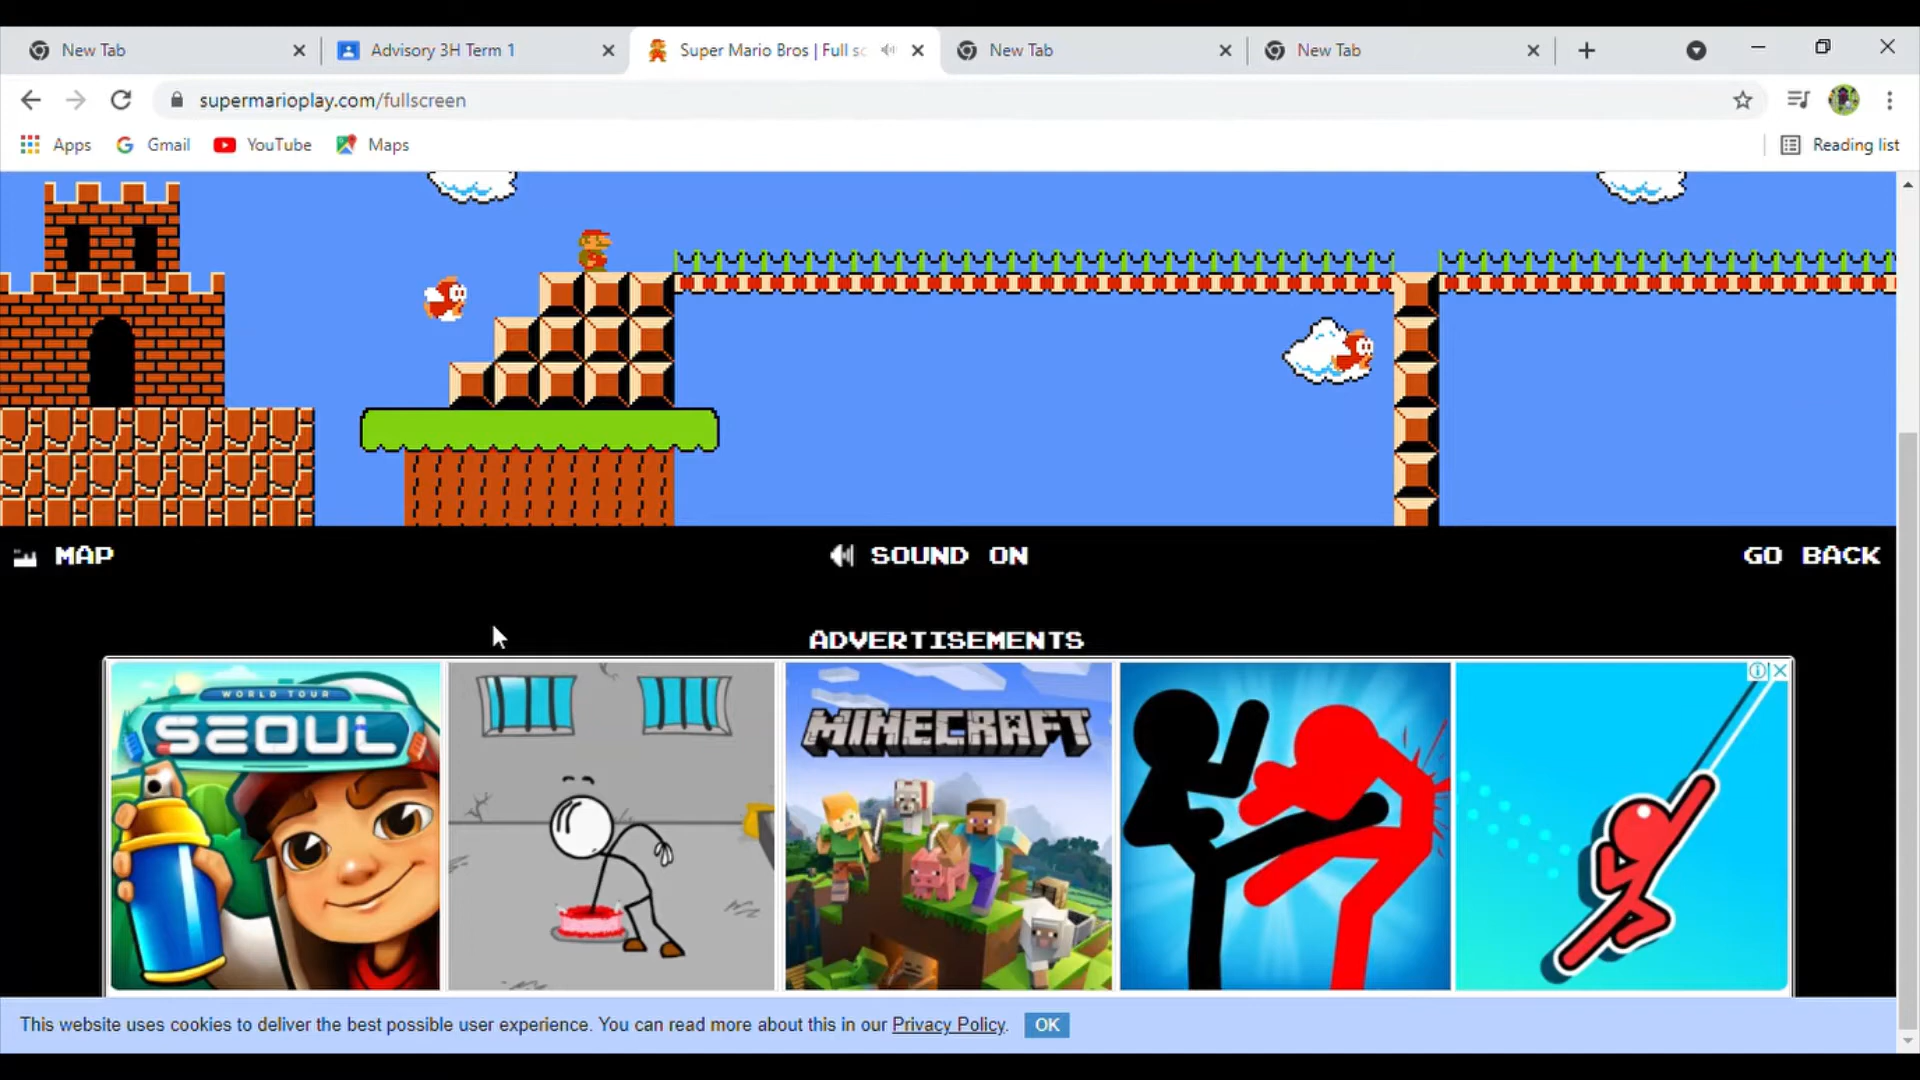 New Tab
Advisory 3H Term 1
Super Mario Bros | Full sc
New Tab
New Tab
supermarioplay.com/fullscreen
Apps
Gmail
YouTube
Maps
Reading list
MAP
SOUND ON
GO BACK
ADVERTISEMENTS
WORLD TOUR
SEOUL
MINECRAFT
This website uses cookies to deliver the best possible user experience. You can read more about this in our Privacy Policy.
OK